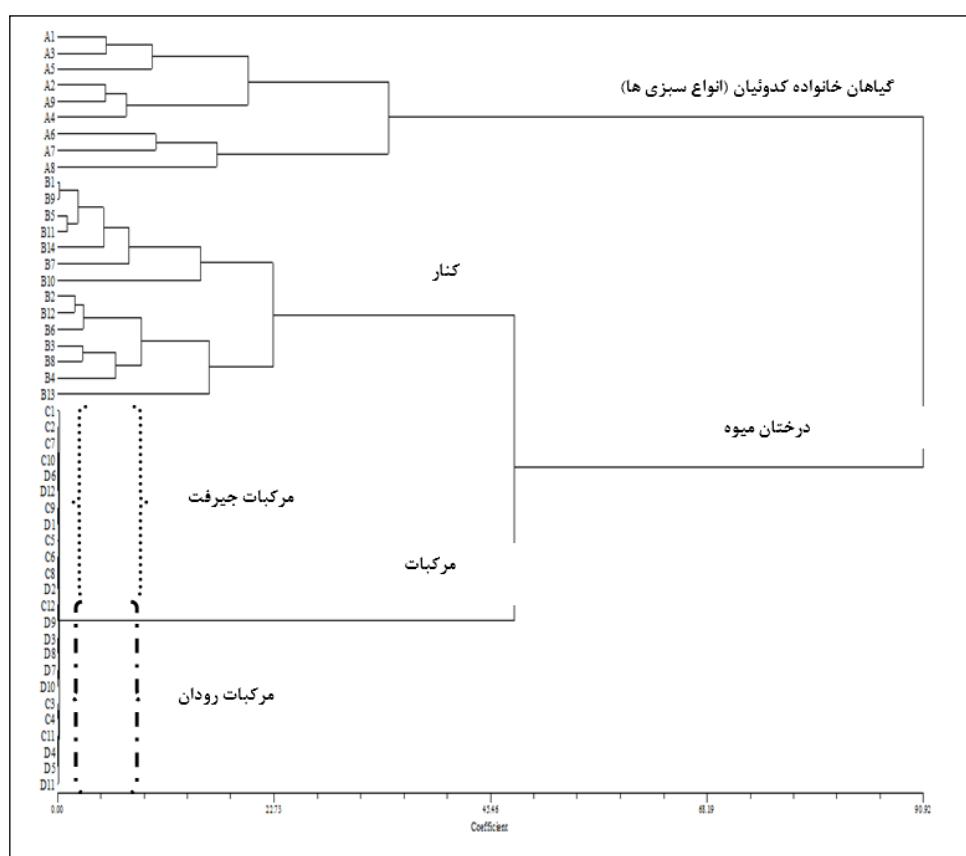 A1
A3
A5
گیاهان خانواده کدوئیان (انواع سبزی ها)
A2
A9
A4
A6
A7
A8
B1
B9
B5
B11
B14
B7
کنار
B10
B2
B12
B6
B3
B8
B4
B13
C1
C2
درختان میوه
C7
C10
D6
D12
مرکبات جیرفت
C9
D1
C5
C6
مرکبات
C8
D2
C12
D9
D3
D8
D7
مرکبات رودان
D10
C3
C4
C11
D4
D5
D11
0.00 22.73 45.46 68.19 90.92
Coefficient